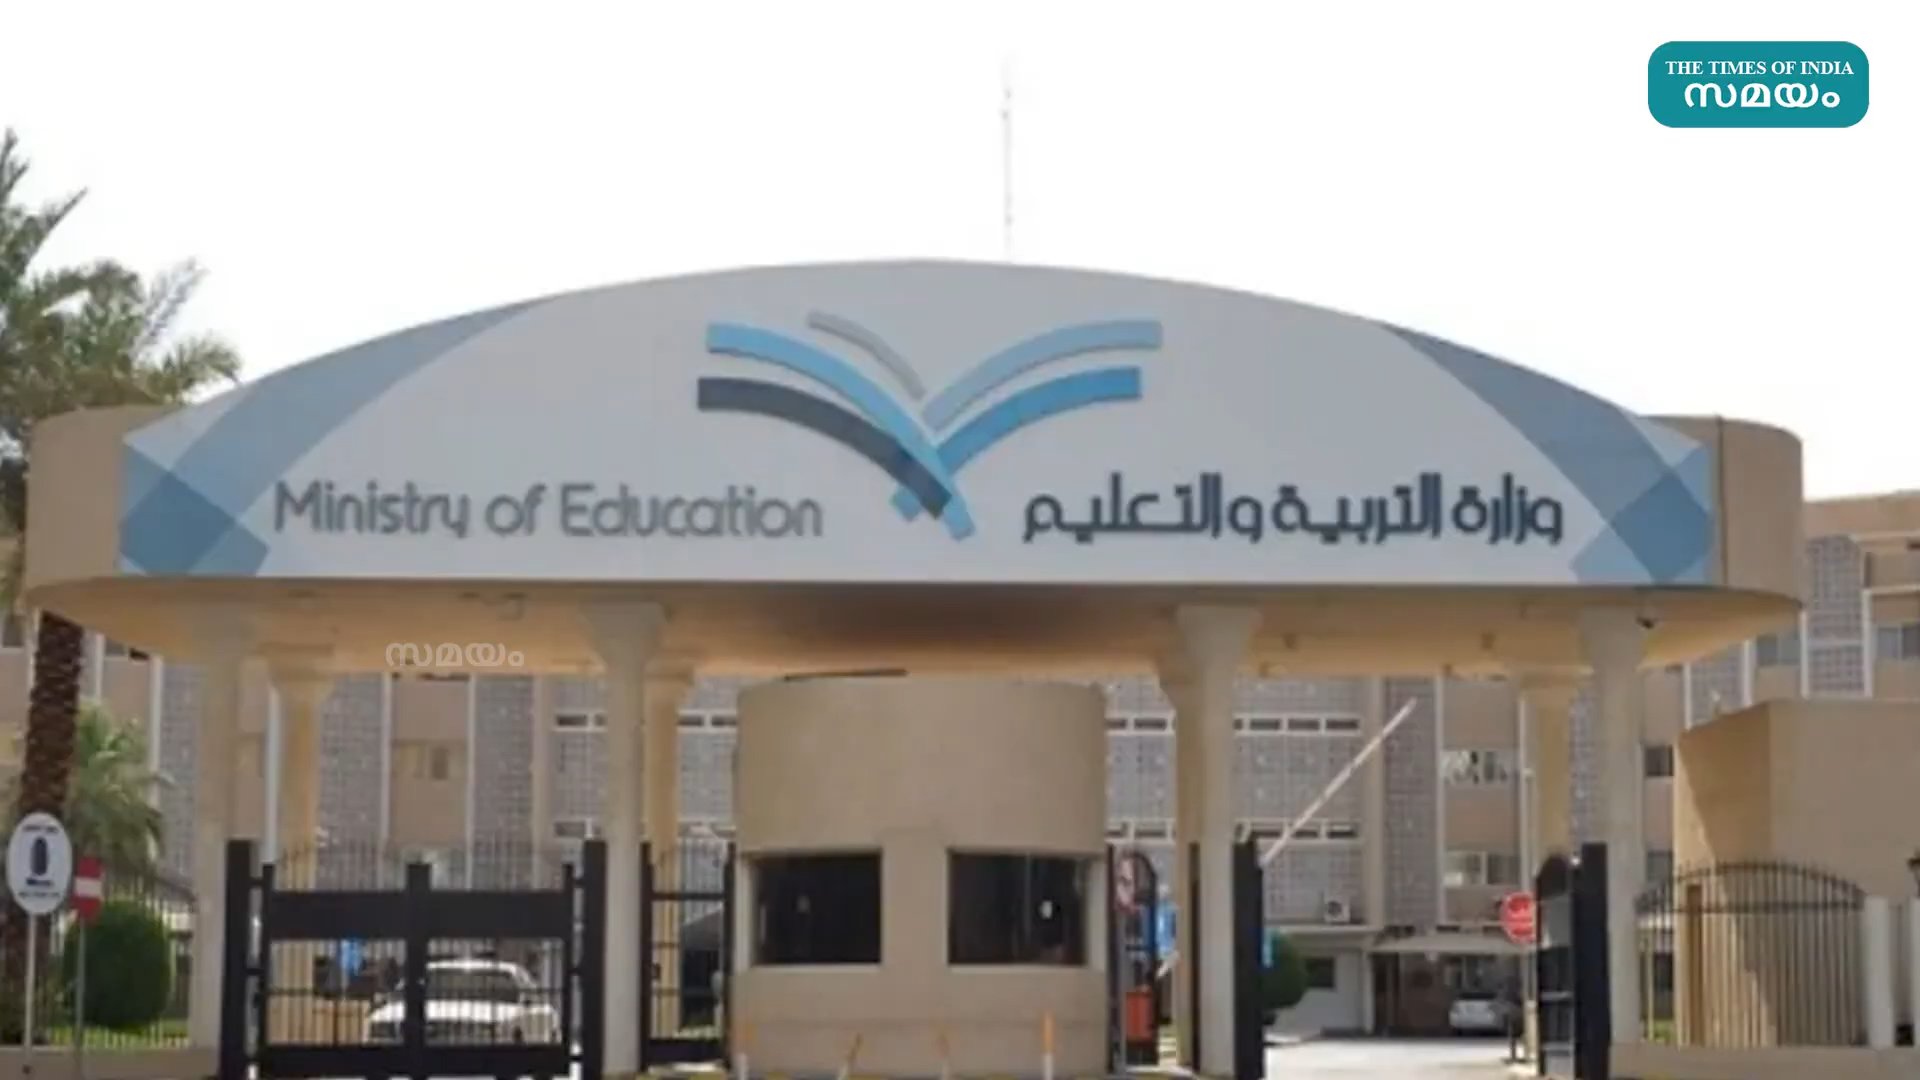 THE TIMES OF INDIA
സമയം
Ministry of Education
وزارة التربية والتعليم
സമയം